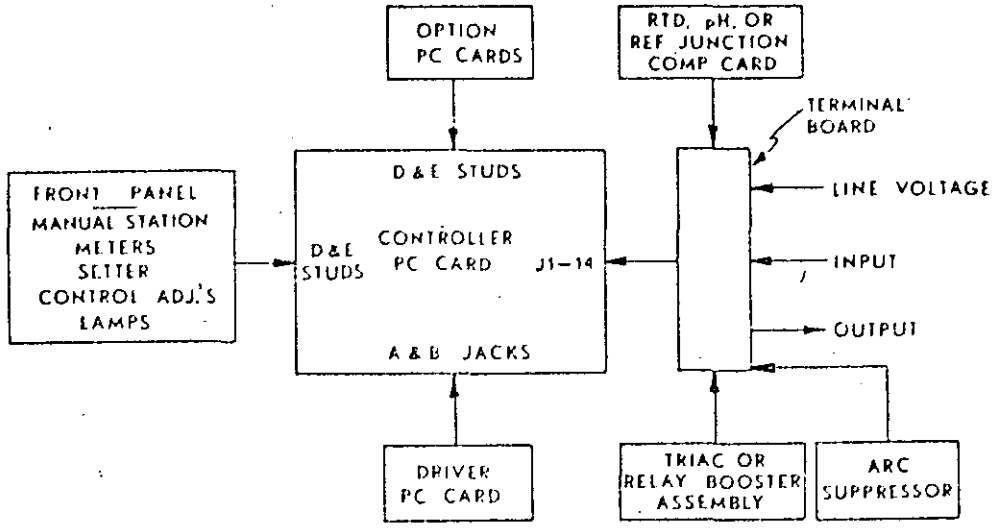 OPTION
PC CARDS
RTD, pH, OR
REF JUNCTION
COMP CARD
TERMINAL
BOARD
FRONT PANEL
MANUAL STATION
METERS
SETTER
CONTROL ADJ.'S
LAMPS
D&E STUDS
D&E
STUDS
CONTROLLER
PC CARD
J1-14
A & B JACKS
LINE VOLTAGE
INPUT
OUTPUT
DRIVER
PC CARD
TRIAC OR
RELAY BOOSTER
ASSEMBLY
ARC
SUPPRESSOR